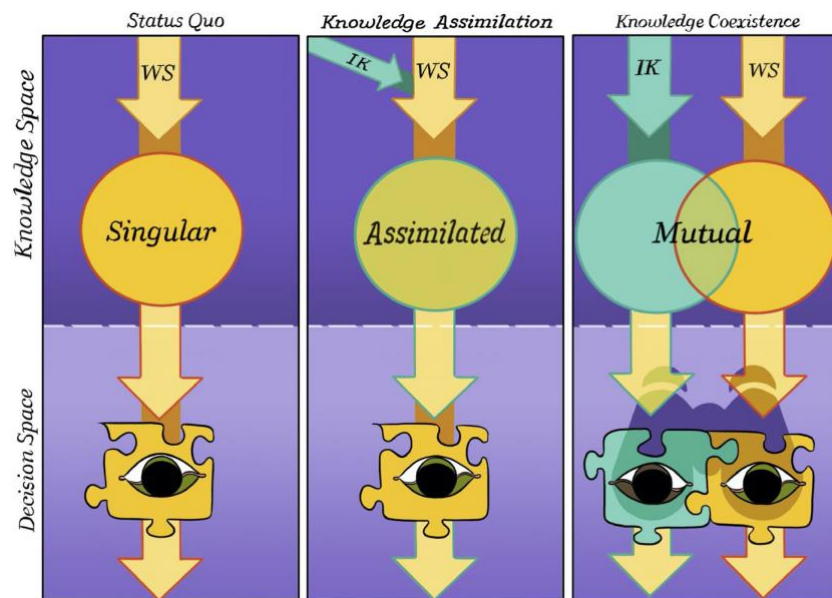 Status Quo
Knowledge Assimilation
Knowledge Coexistence
Knowledge Space
WS
IK
WS
IK
WS
Singular
Assimilated
Mutual
Decision Space